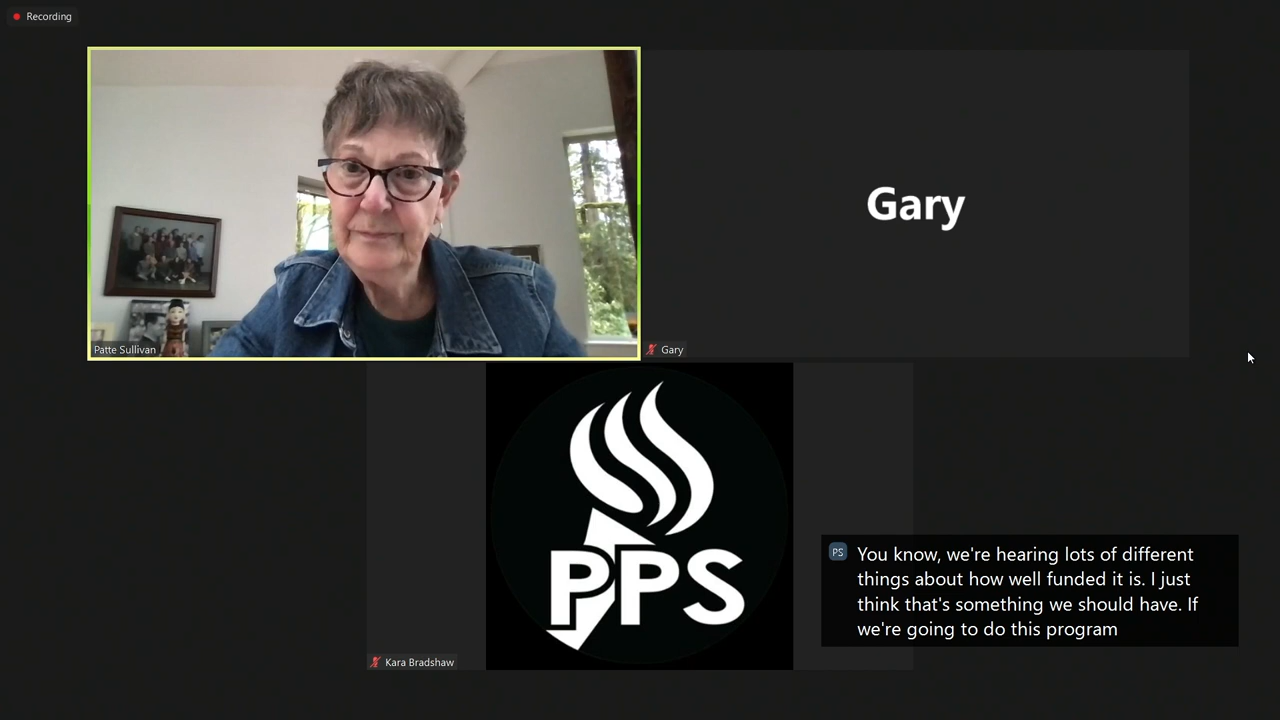 Recording
Gary
Patte Sullivan
Gary
PPS
Kara Bradshaw
PS
You know, we're hearing lots of different
things about how well funded it is. I just
think that's something we should have. If
we're going to do this program